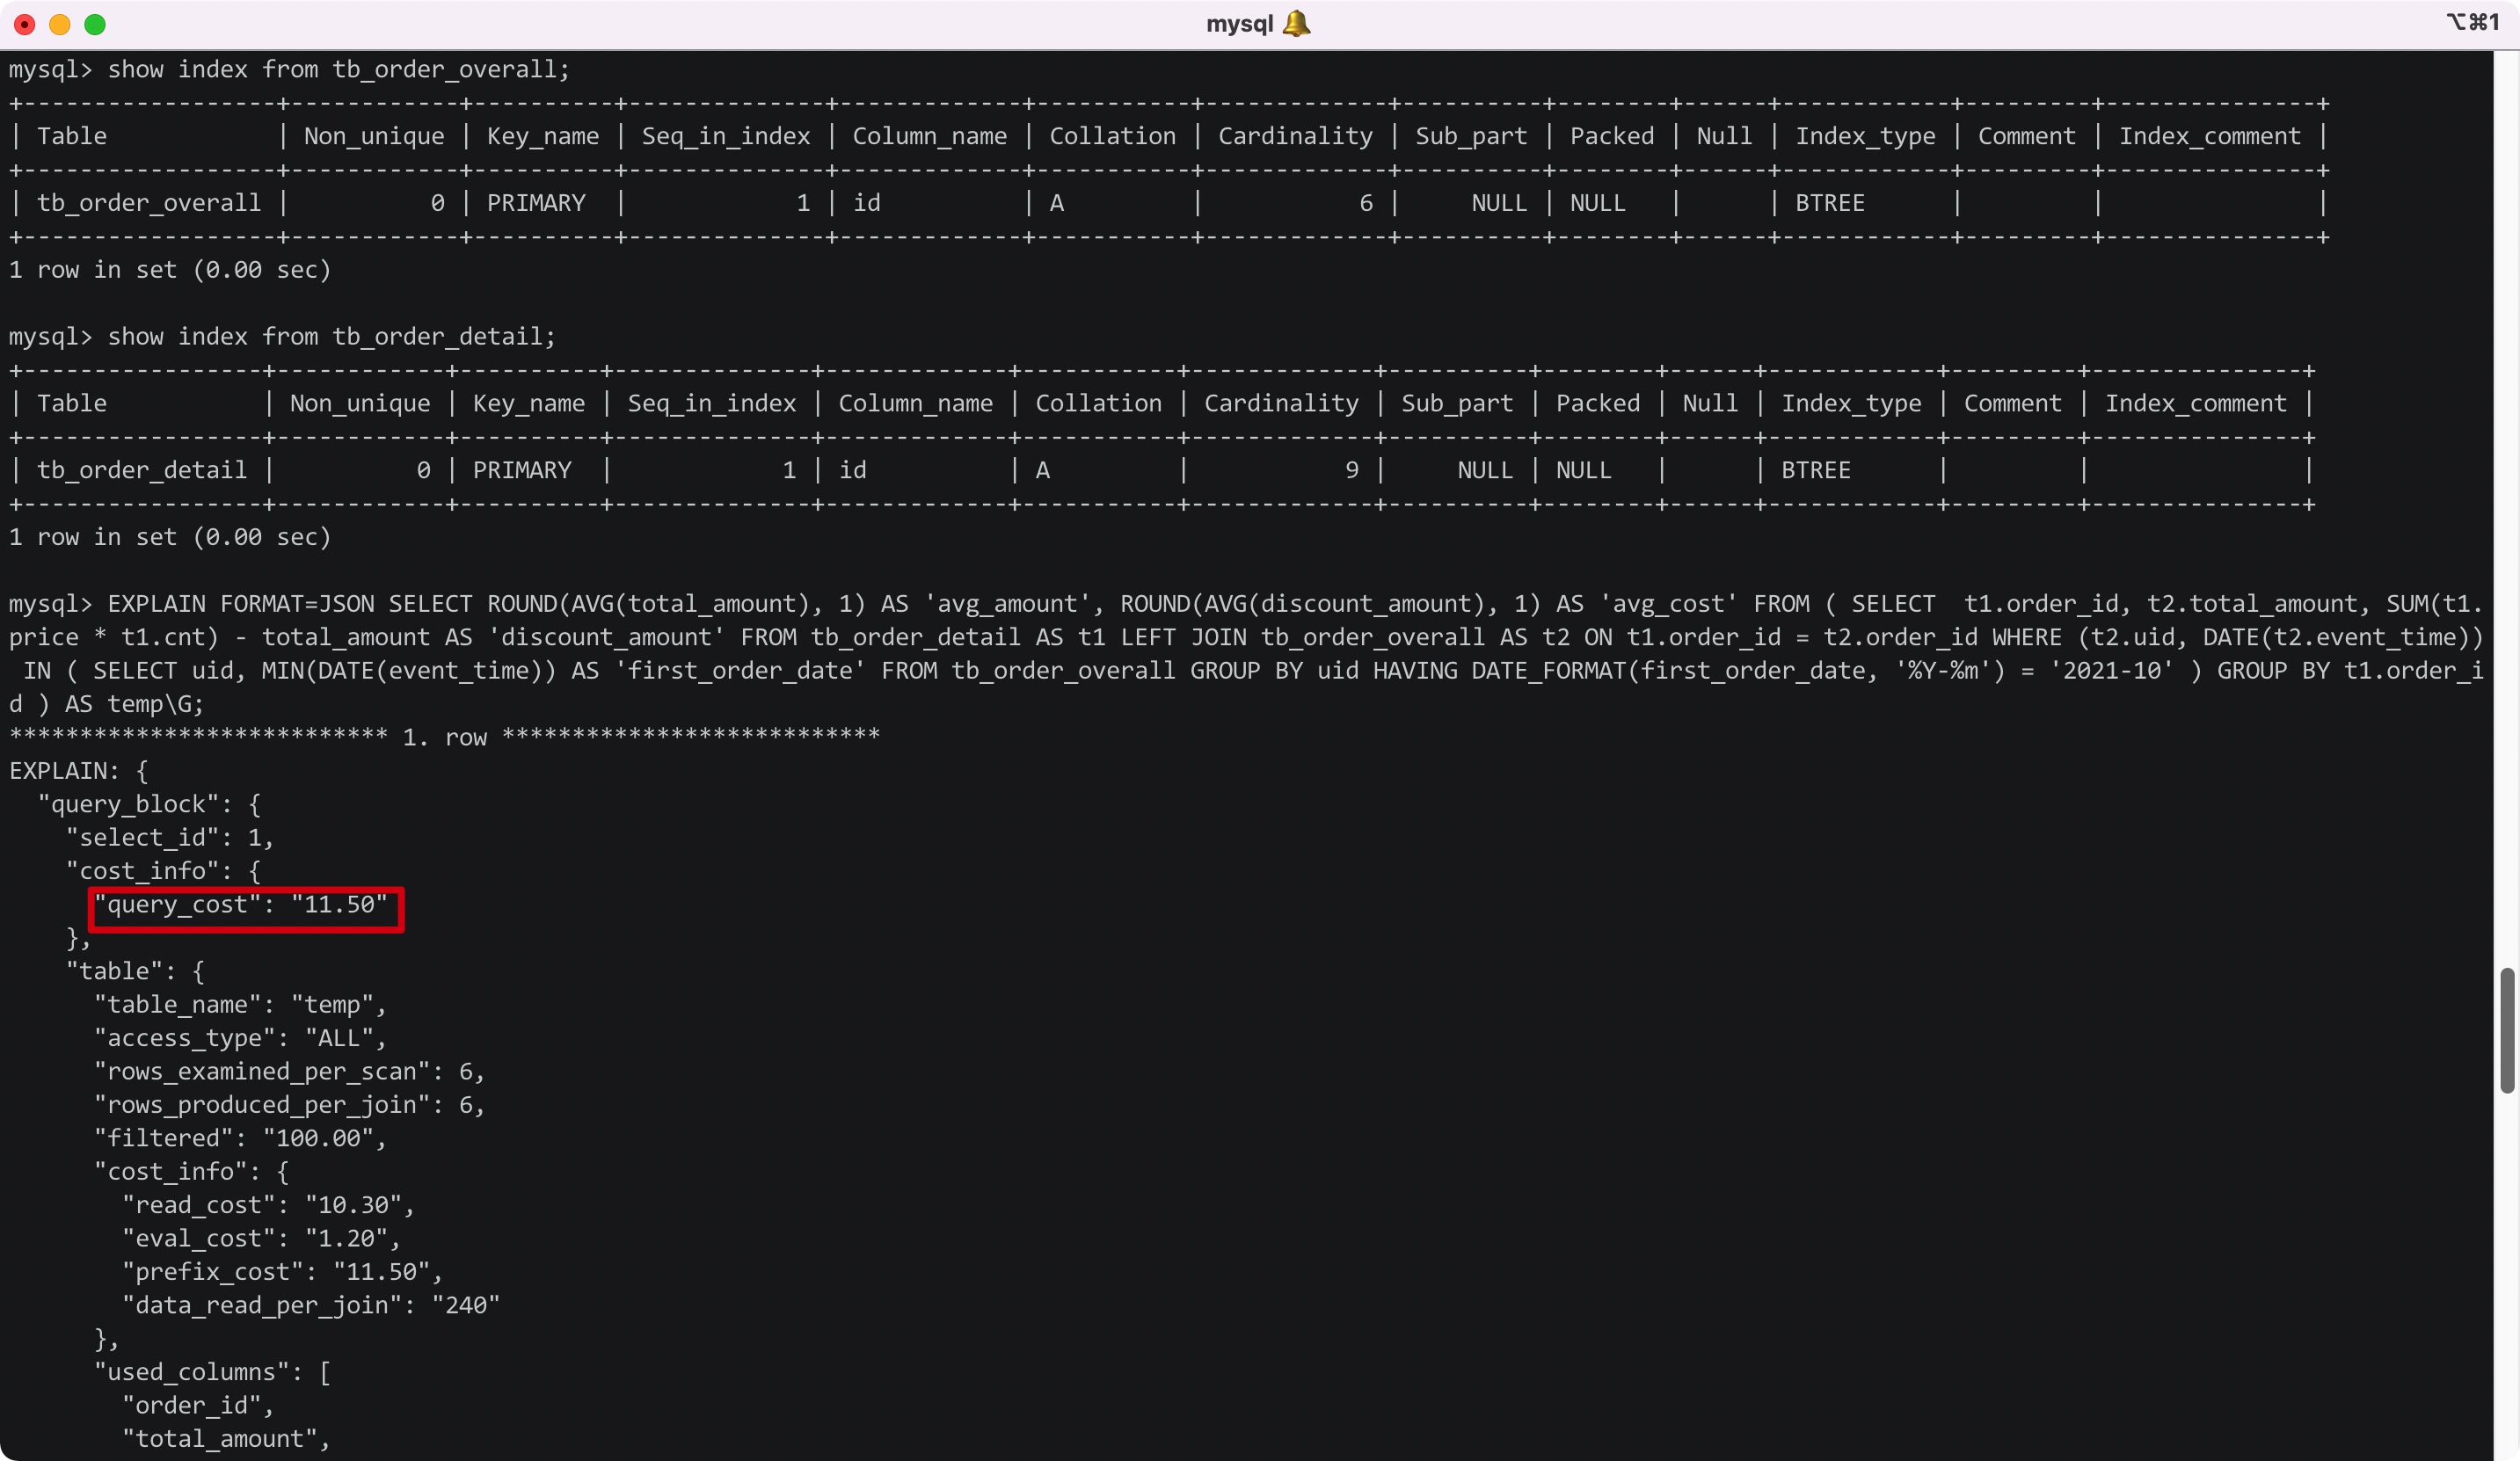 mysql 🔔 ⌥⌘1
mysql> show index from tb_order_overall;
+------------------+------------+----------+--------------+-------------+-----------+-------------+----------+--------+------+------------+---------+---------------+
| Table            | Non_unique | Key_name | Seq_in_index | Column_name | Collation | Cardinality | Sub_part | Packed | Null | Index_type | Comment | Index_comment |
+------------------+------------+----------+--------------+-------------+-----------+-------------+----------+--------+------+------------+---------+---------------+
| tb_order_overall |          0 | PRIMARY  |            1 | id          | A         |           6 |     NULL | NULL   |      | BTREE      |         |               |
+------------------+------------+----------+--------------+-------------+-----------+-------------+----------+--------+------+------------+---------+---------------+
1 row in set (0.00 sec)
mysql> show index from tb_order_detail;
+-----------------+------------+----------+--------------+-------------+-----------+-------------+----------+--------+------+------------+---------+---------------+
| Table           | Non_unique | Key_name | Seq_in_index | Column_name | Collation | Cardinality | Sub_part | Packed | Null | Index_type | Comment | Index_comment |
+-----------------+------------+----------+--------------+-------------+-----------+-------------+----------+--------+------+------------+---------+---------------+
| tb_order_detail |          0 | PRIMARY  |            1 | id          | A         |           9 |     NULL | NULL   |      | BTREE      |         |               |
+-----------------+------------+----------+--------------+-------------+-----------+-------------+----------+--------+------+------------+---------+---------------+
1 row in set (0.00 sec)
mysql> EXPLAIN FORMAT=JSON SELECT ROUND(AVG(total_amount), 1) AS 'avg_amount', ROUND(AVG(discount_amount), 1) AS 'avg_cost' FROM ( SELECT  t1.order_id, t2.total_amount, SUM(t1.
price * t1.cnt) - total_amount AS 'discount_amount' FROM tb_order_detail AS t1 LEFT JOIN tb_order_overall AS t2 ON t1.order_id = t2.order_id WHERE (t2.uid, DATE(t2.event_time))
 IN ( SELECT uid, MIN(DATE(event_time)) AS 'first_order_date' FROM tb_order_overall GROUP BY uid HAVING DATE_FORMAT(first_order_date, '%Y-%m') = '2021-10' ) GROUP BY t1.order_i
d ) AS temp\G;
*************************** 1. row ***************************
EXPLAIN: {
  "query_block": {
    "select_id": 1,
    "cost_info": {
      "query_cost": "11.50"
    },
    "table": {
      "table_name": "temp",
      "access_type": "ALL",
      "rows_examined_per_scan": 6,
      "rows_produced_per_join": 6,
      "filtered": "100.00",
      "cost_info": {
        "read_cost": "10.30",
        "eval_cost": "1.20",
        "prefix_cost": "11.50",
        "data_read_per_join": "240"
      },
      "used_columns": [
        "order_id",
        "total_amount",